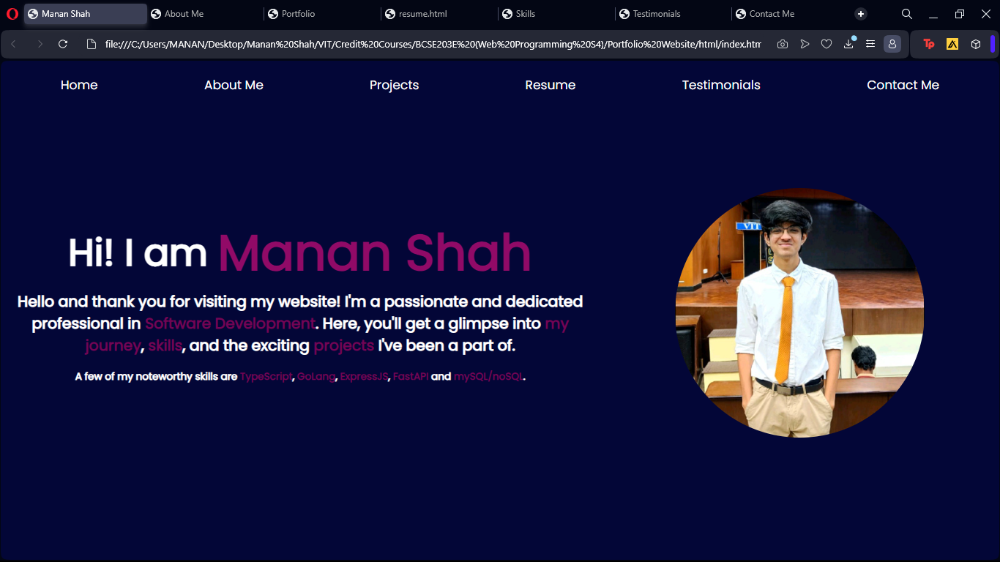 Manan Shah
About Me
Portfolio
resume.html
Skills
Testimonials
Contact Me
file:///C:/Users/MANAN/Desktop/Manan%20Shah/VIT/Credit%20Courses/BCSE203E%20(Web%20Programming%20S4)/Portfolio%20Website/html/index.htm
Tp
Home
About Me
Projects
Resume
Testimonials
Contact Me
VIT
Hi! I am Manan Shah
Hello and thank you for visiting my website! I'm a passionate and dedicated
professional in Software Development. Here, you'll get a glimpse into my
journey, skills, and the exciting projects I've been a part of.
A few of my noteworthy skills are TypeScript, GoLang, ExpressJS, FastAPI and mySQL/noSQL.